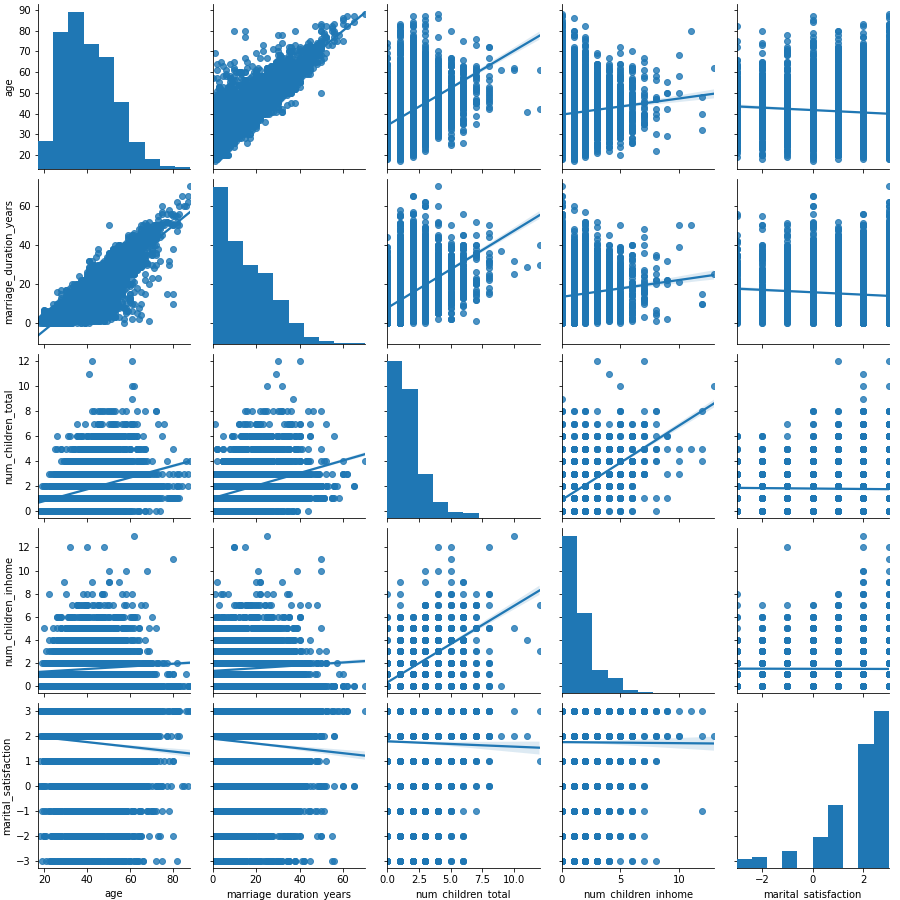 90
80
70
60
50
40
30
20
age
60
40
20
0
marriage_duration_years
12
10
8
6
4
2
0
num_children_total
12
10
8
6
4
2
0
num_children_inhome
3
2
1
0
−1
−2
−3
marital_satisfaction
20 40 60 80
age
0 20 40 60
marriage_duration_years
0.0 2.5 5.0 7.5 10.0
num_children_total
0 5 10
num_children_inhome
−2 0 2
marital_satisfaction